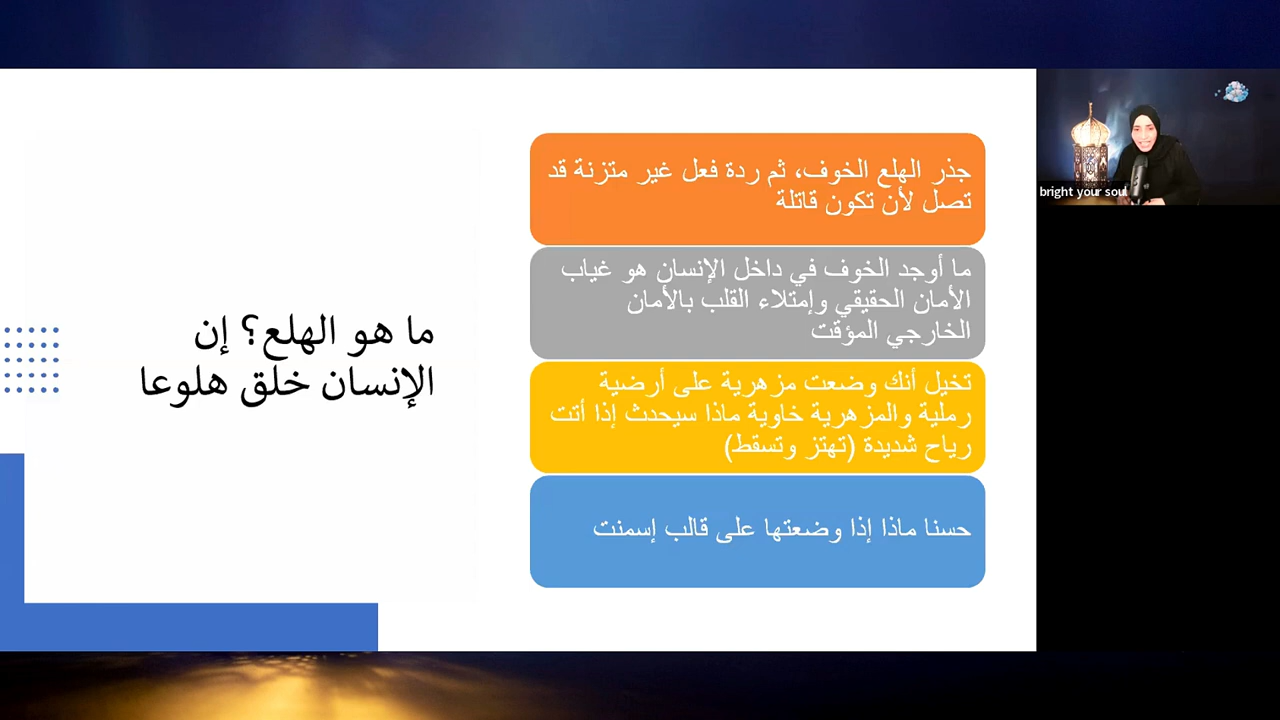 ما هو الهلع؟ إن
الإنسان خلق هلوعا
جذر الهلع الخوف، ثم ردة فعل غير متزنة قد
تصل لأن تكون قاتلة
ما أوجد الخوف في داخل الإنسان هو غياب
الأمان الحقيقي وإمتلاء القلب بالأمان
الخارجي المؤقت
تخيل أنك وضعت مزهرية على أرضية
رملية والمزهرية خاوية ماذا سيحدث إذا أتت
رياح شديدة (تهتز وتسقط)
حسنا ماذا إذا وضعتها على قالب إسمنت
bright your soul